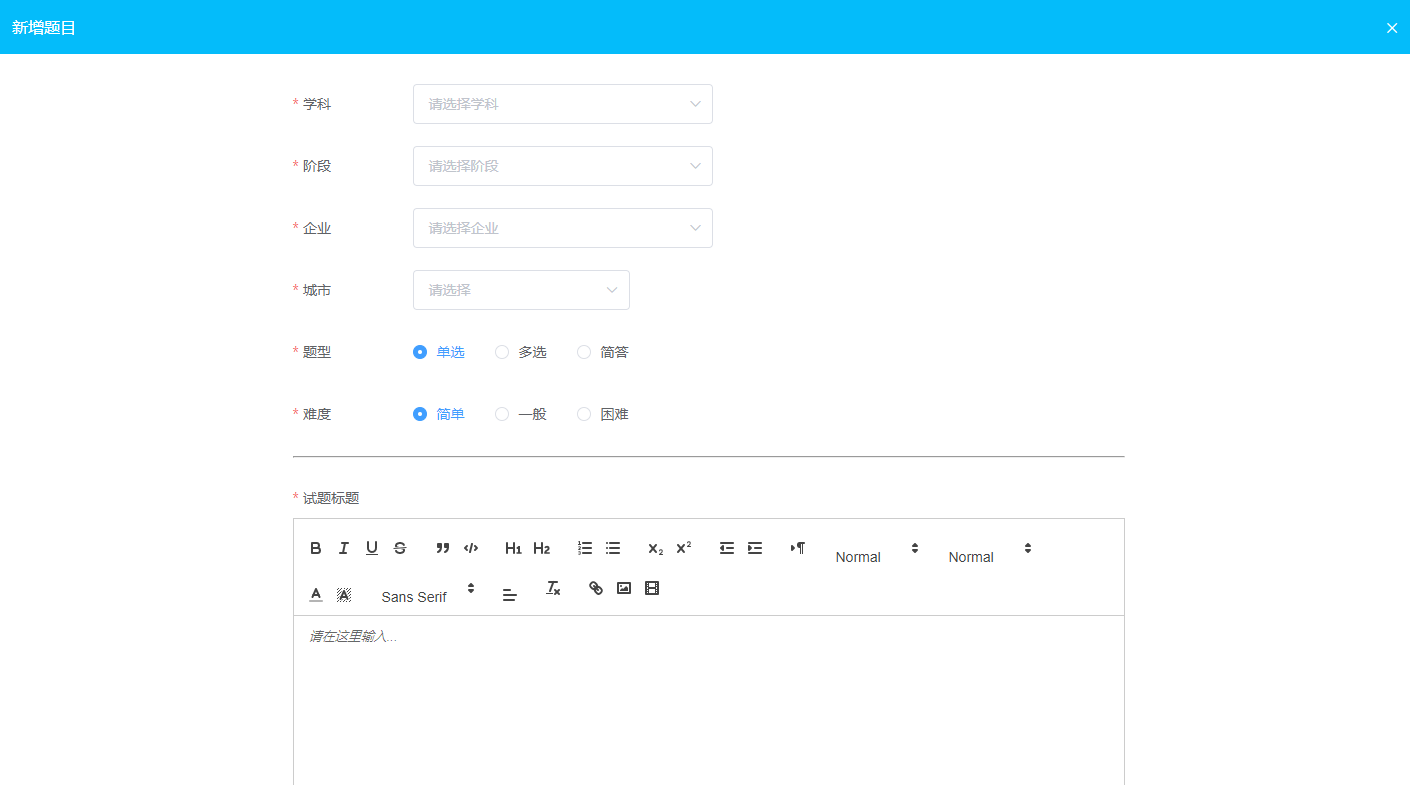 新增题目
* 学科 请选择学科
* 阶段 请选择阶段
* 企业 请选择企业
* 城市 请选择
* 题型 单选 多选 简答
* 难度 简单 一般 困难
* 试题标题
B I U S H1 H2 X2 X2 Normal Normal
A A Sans Serif Tx
请在这里输入...